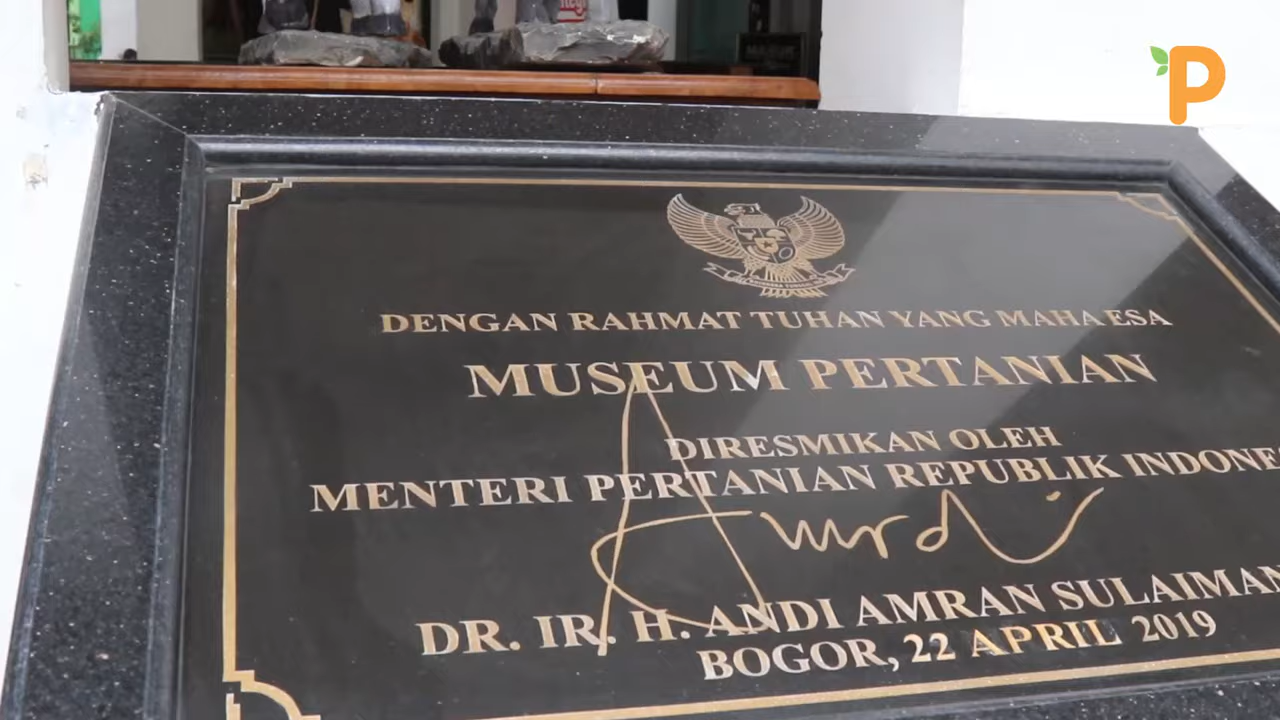 P
DENGAN RAHMAT TUHAN YANG MAHA ESA
MUSEUM PERTANIAN
DIRESMIKAN OLEH
MENTERI PERTANIAN REPUBLIK INDONE
DR. IR. H. ANDI AMRAN SULAIMAN
BOGOR, 22 APRIL 2019